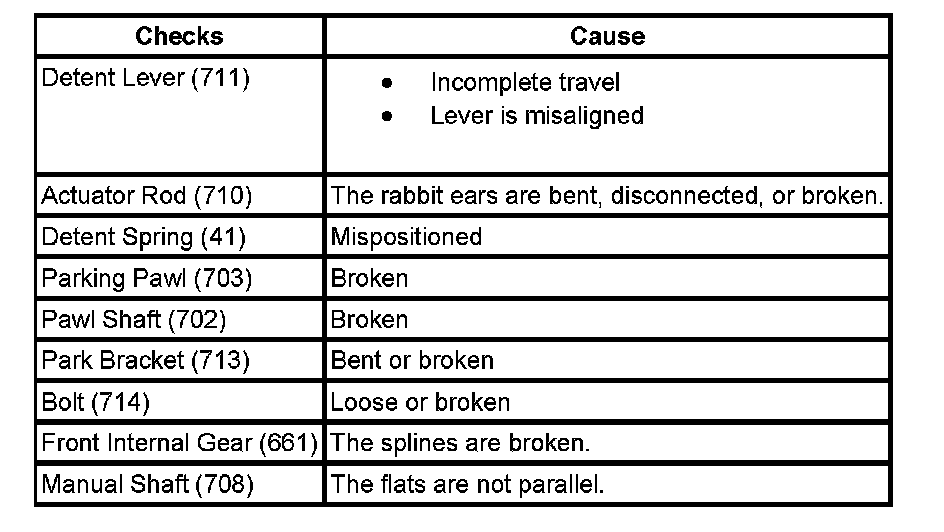 Checks Cause
Detent Lever (711) • Incomplete travel
• Lever is misaligned
Actuator Rod (710) The rabbit ears are bent, disconnected, or broken.
Detent Spring (41) Mispositioned
Parking Pawl (703) Broken
Pawl Shaft (702) Broken
Park Bracket (713) Bent or broken
Bolt (714) Loose or broken
Front Internal Gear (661) The splines are broken.
Manual Shaft (708) The flats are not parallel.